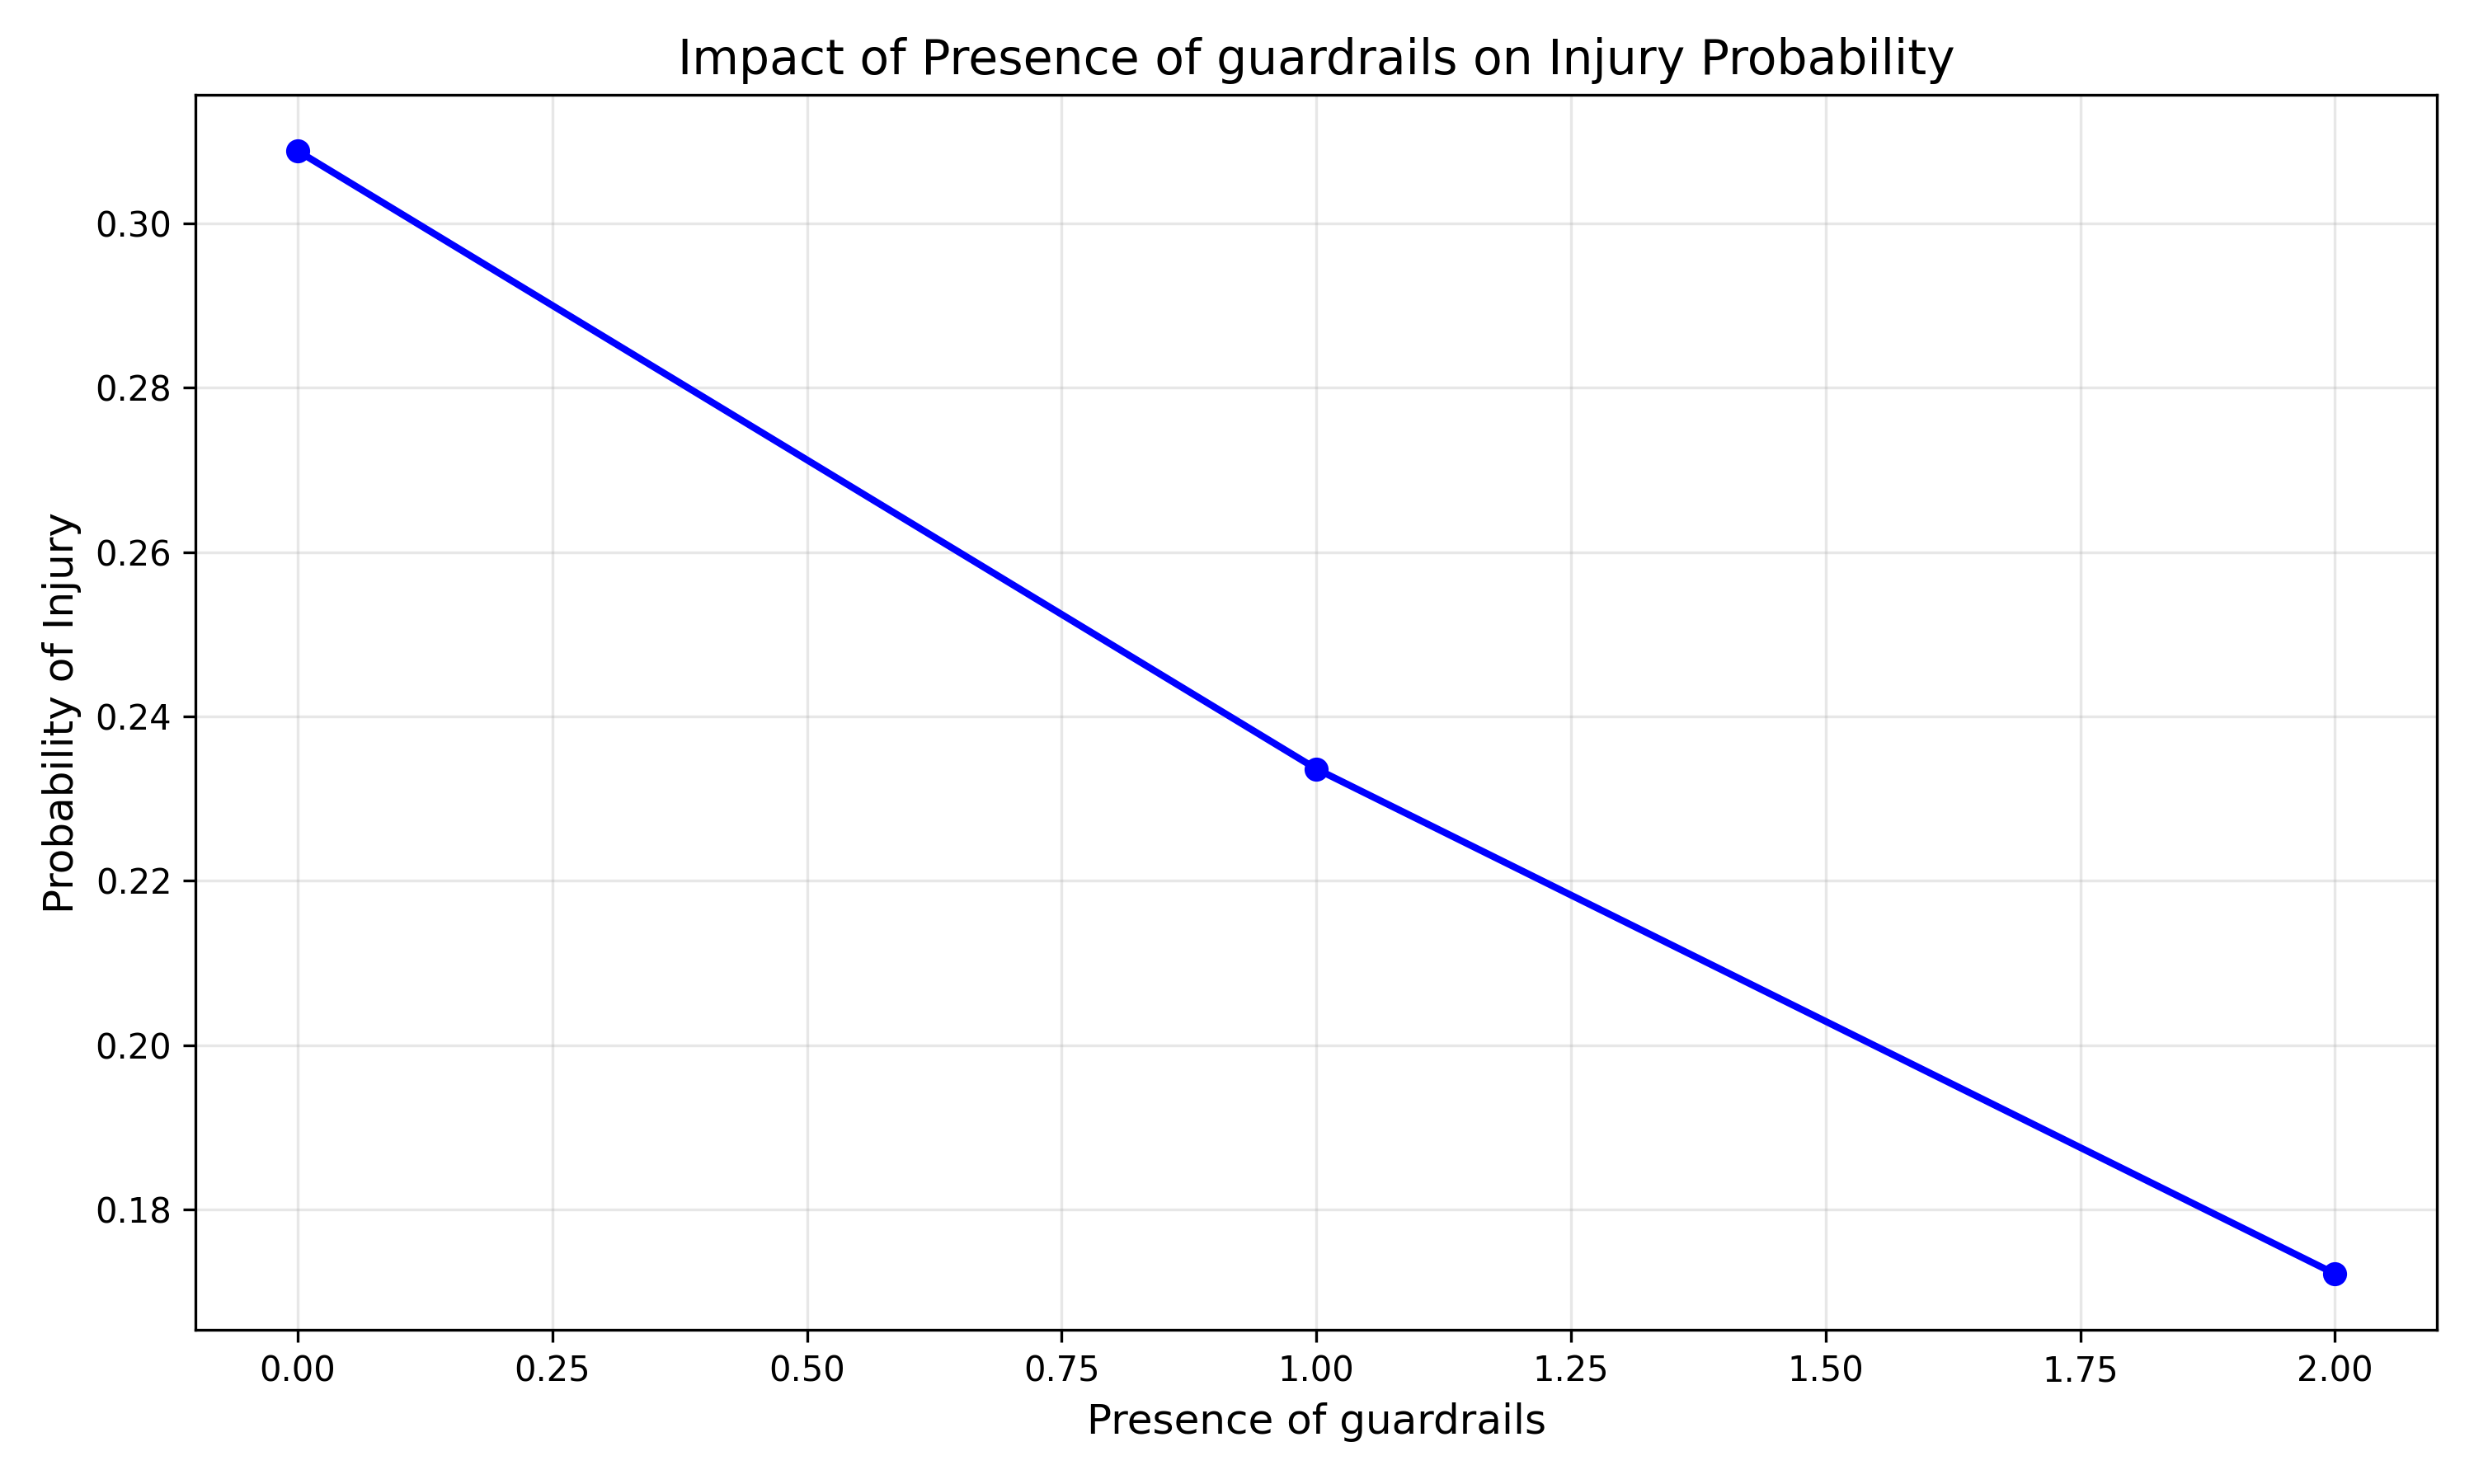 Impact of Presence of guardrails on Injury Probability
Probability of Injury
0.30
0.28
0.26
0.24
0.22
0.20
0.18
0.00 0.25 0.50 0.75 1.00 1.25 1.50 1.75 2.00
Presence of guardrails